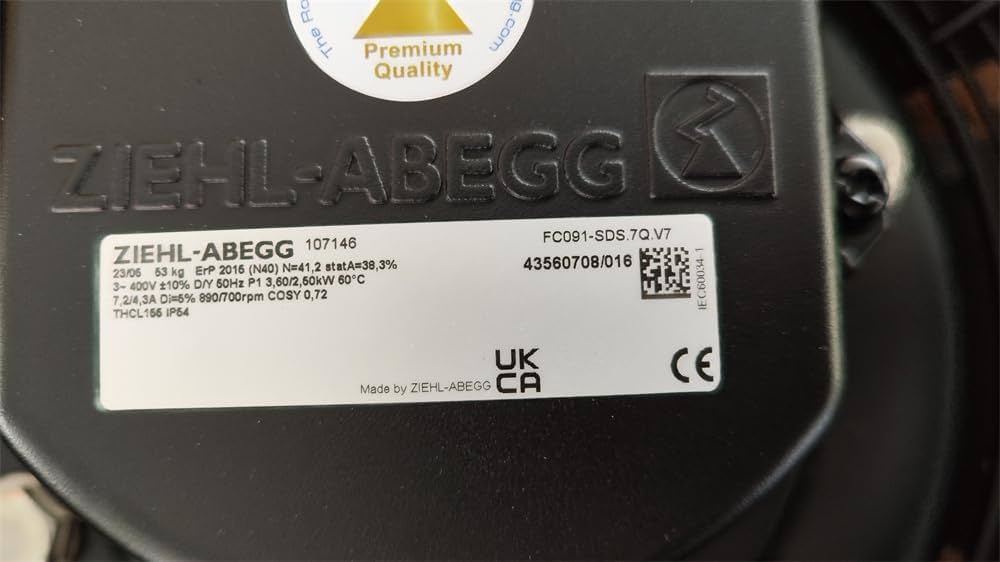 The Ro
g.com
Premium
Quality
ZIEHL-ABEGG
ZIEHL-ABEGG 107146
FC091-SDS.7Q.V7
23/05 53 kg ErP 2015 (N40) N=41,2 statA=38,3%
43560708/016
3~ 400V ±10% D/Y 50Hz P1 3,60/2,50kW 60°C
7,2/4,3A Di=5% 890/700rpm COSY 0,72
THCL155 IP54
IEC60034-1
Made by ZIEHL-ABEGG
UK
CA
CE